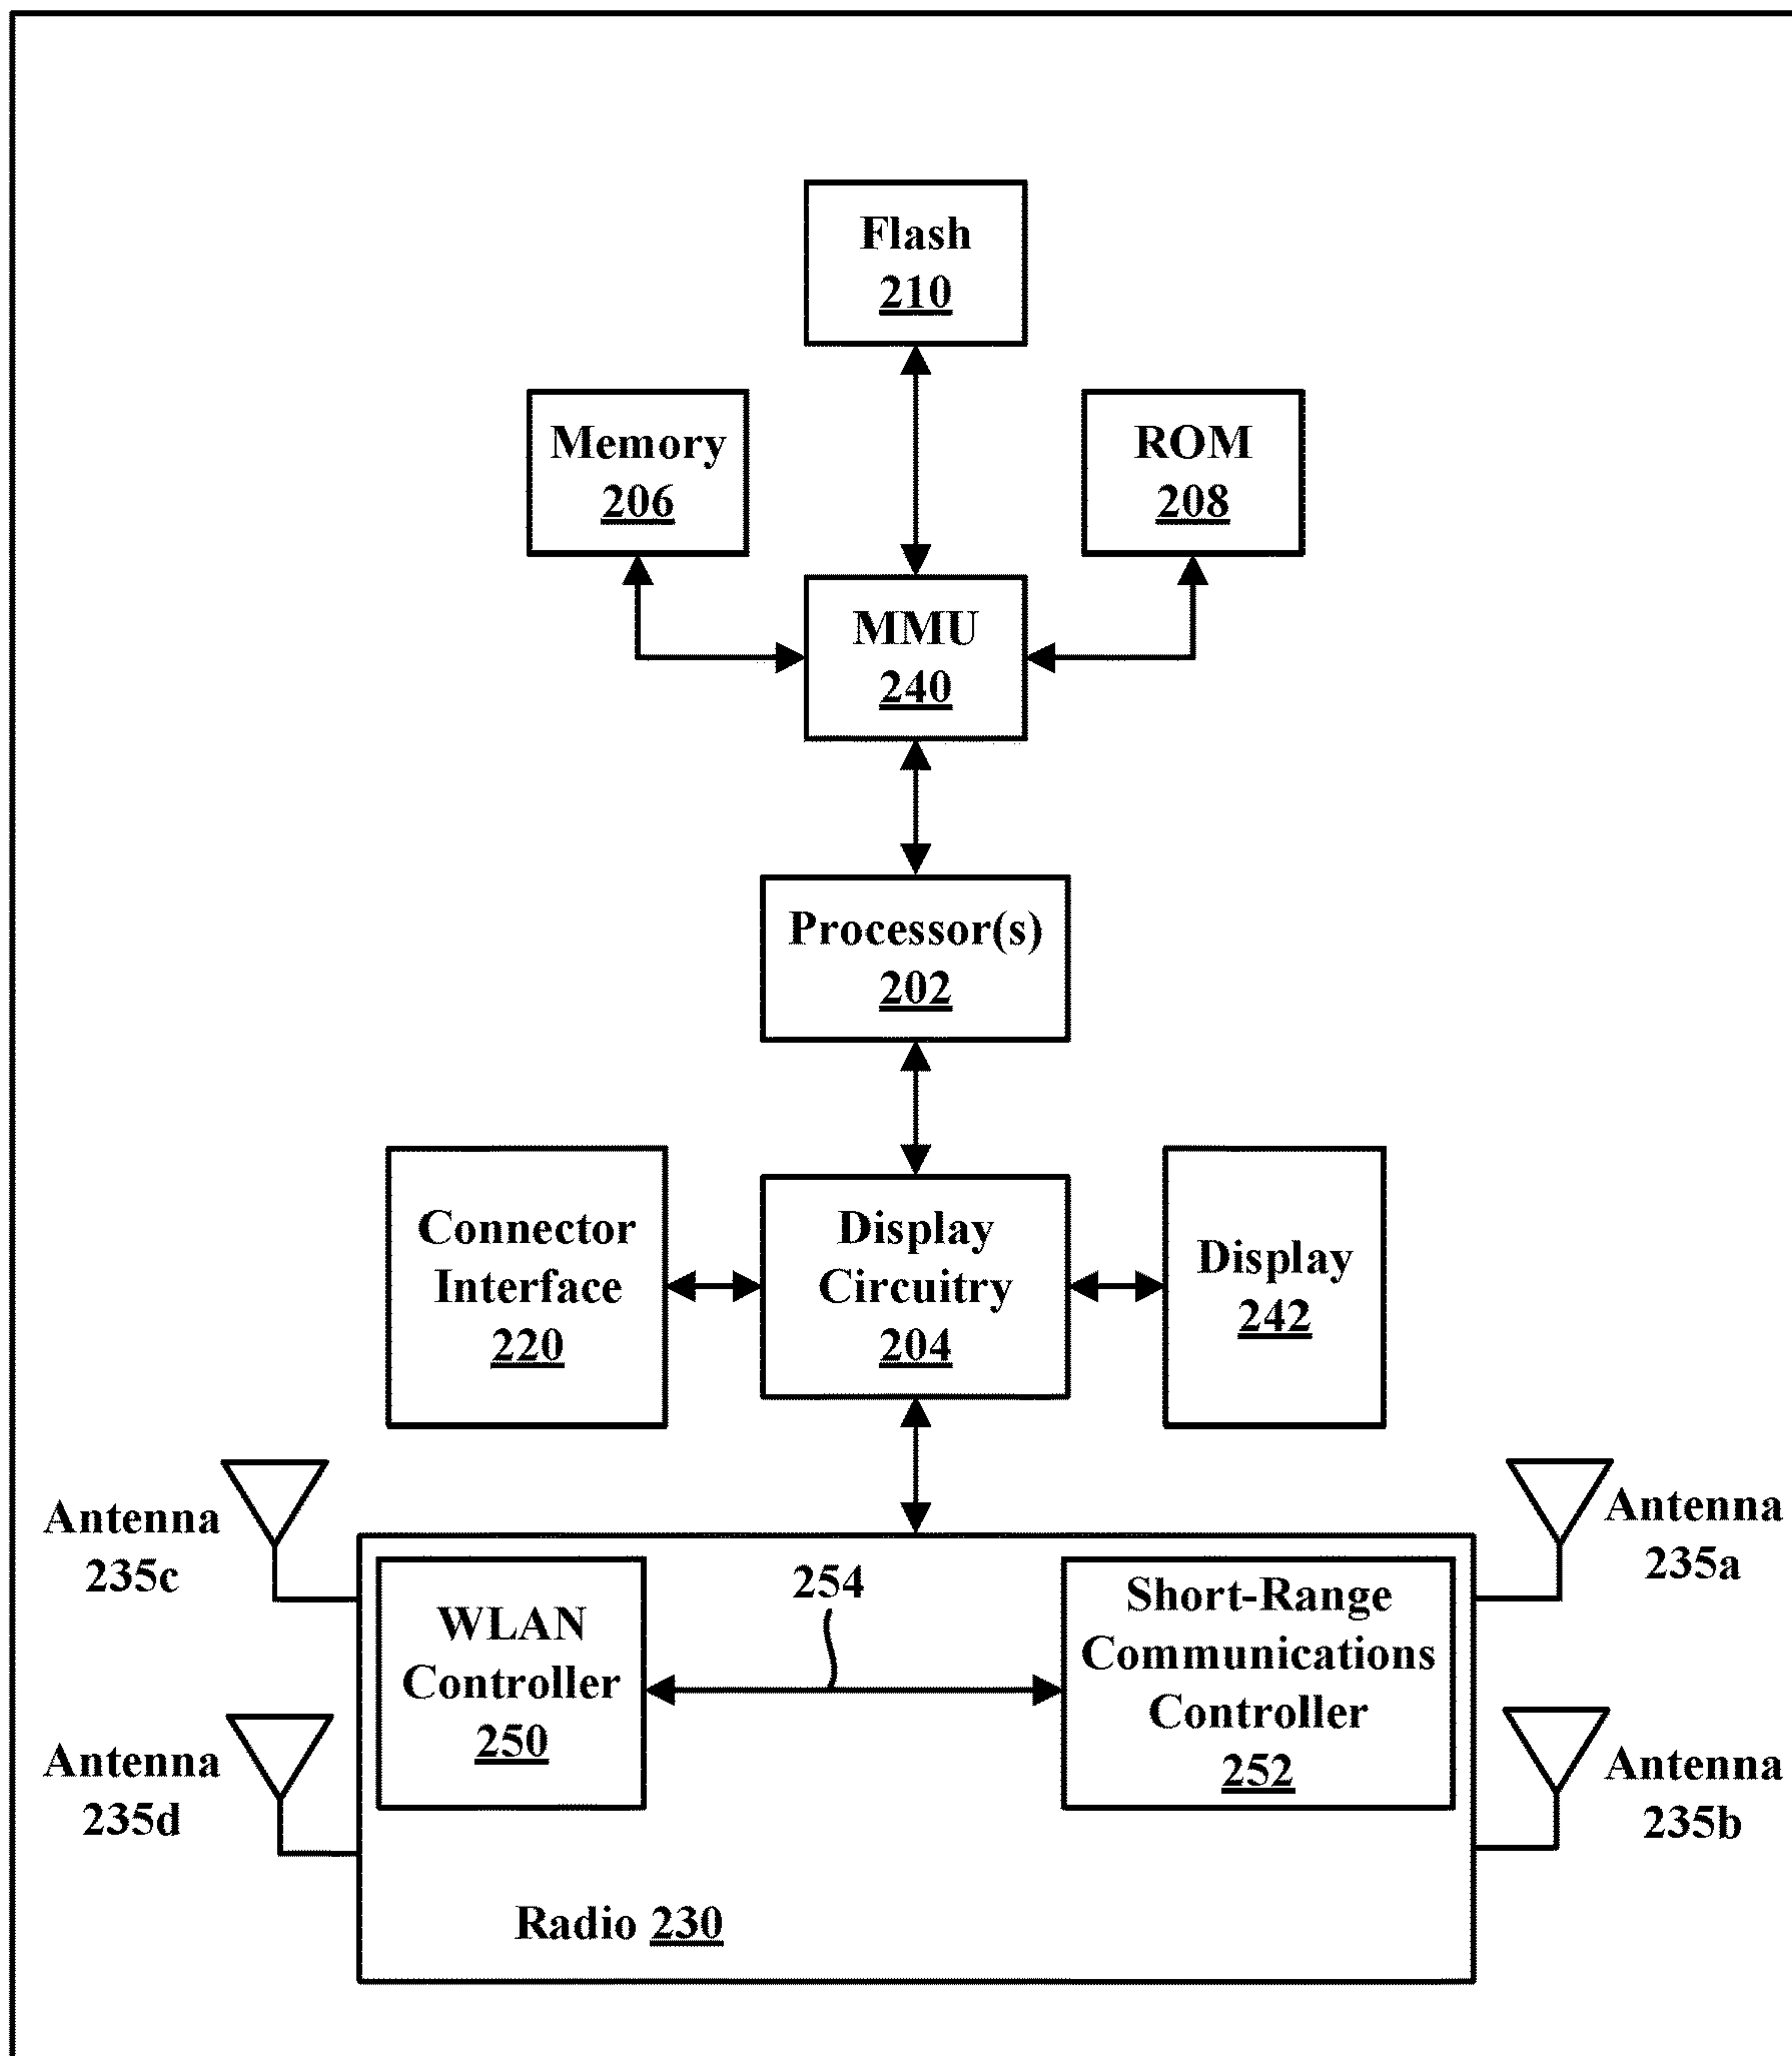 Flash
210
Memory
206
ROM
208
MMU
240
Processor(s)
202
Connector
Interface
220
Display
Circuitry
204
Display
242
Antenna
235c
Antenna
235a
WLAN
Controller
250
254
Short-Range
Communications
Controller
252
Antenna
235d
Antenna
235b
Radio 230